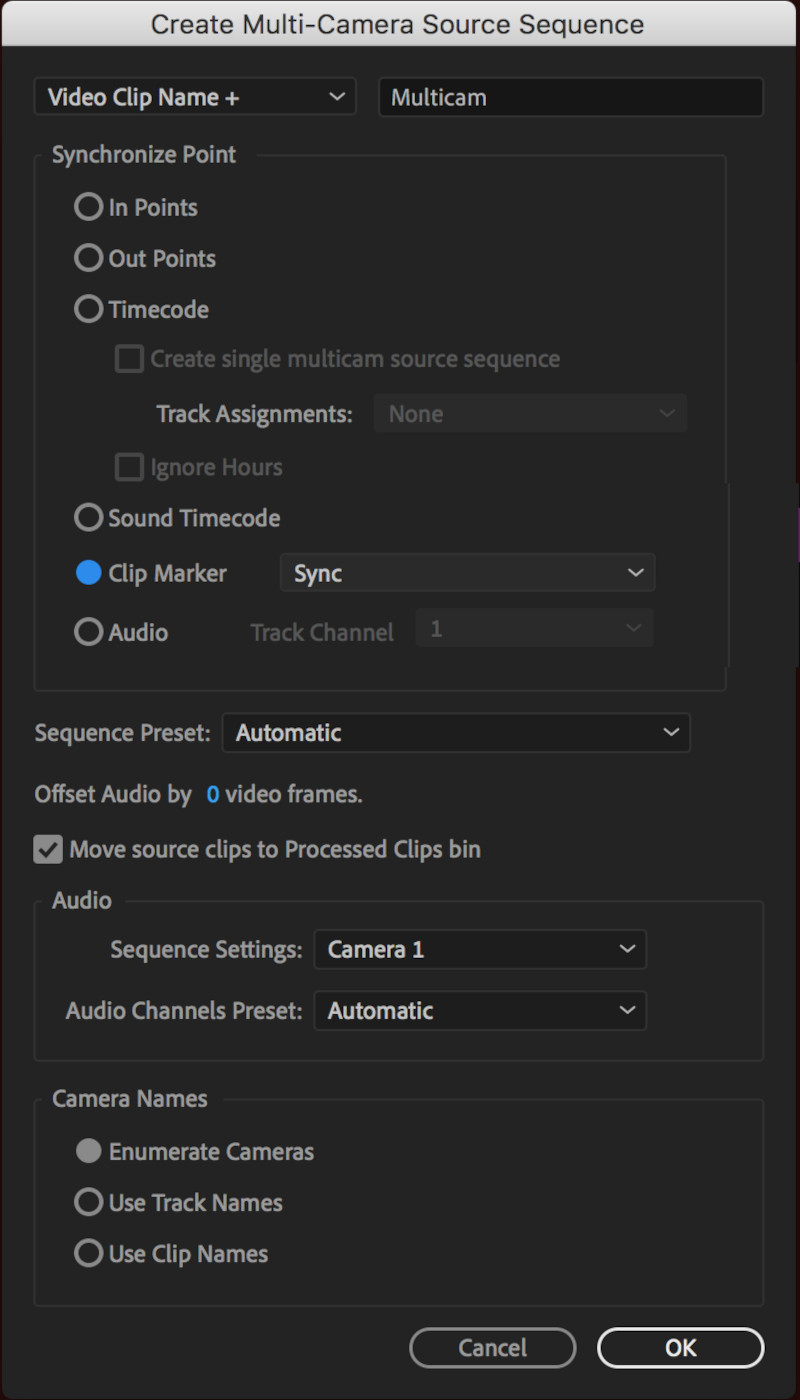 Create Multi-Camera Source Sequence
Video Clip Name + Multicam
Synchronize Point
In Points
Out Points
Timecode
Create single multicam source sequence
Track Assignments: None
Ignore Hours
Sound Timecode
Clip Marker Sync
Audio Track Channel 1
Sequence Preset: Automatic
Offset Audio by 0 video frames.
Move source clips to Processed Clips bin
Audio
Sequence Settings: Camera 1
Audio Channels Preset: Automatic
Camera Names
Enumerate Cameras
Use Track Names
Use Clip Names
Cancel OK